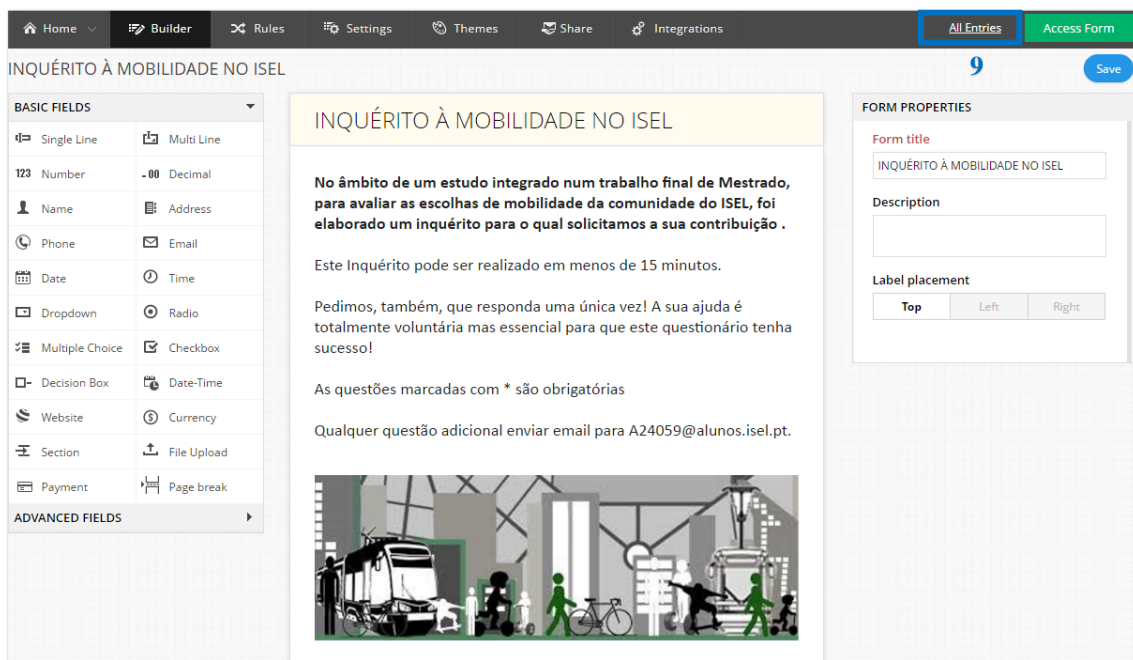 Home Builder Rules Settings Themes Share Integrations All Entries Access Form
INQUÉRITO À MOBILIDADE NO ISEL
9
Save
BASIC FIELDS
Single Line Multi Line
123 Number .00 Decimal
Name Address
Phone Email
Date Time
Dropdown Radio
Multiple Choice Checkbox
Decision Box Date-Time
Website Currency
Section File Upload
Payment Page break
ADVANCED FIELDS
INQUÉRITO À MOBILIDADE NO ISEL
No âmbito de um estudo integrado num trabalho final de Mestrado,
para avaliar as escolhas de mobilidade da comunidade do ISEL, foi
elaborado um inquérito para o qual solicitamos a sua contribuição .
Este Inquérito pode ser realizado em menos de 15 minutos.
Pedimos, também, que responda uma única vez! A sua ajuda é
totalmente voluntária mas essencial para que este questionário tenha
sucesso!
As questões marcadas com * são obrigatórias
Qualquer questão adicional enviar email para A24059@alunos.isel.pt.
FORM PROPERTIES
Form title
INQUÉRITO À MOBILIDADE NO ISEL
Description
Label placement
Top Left Right